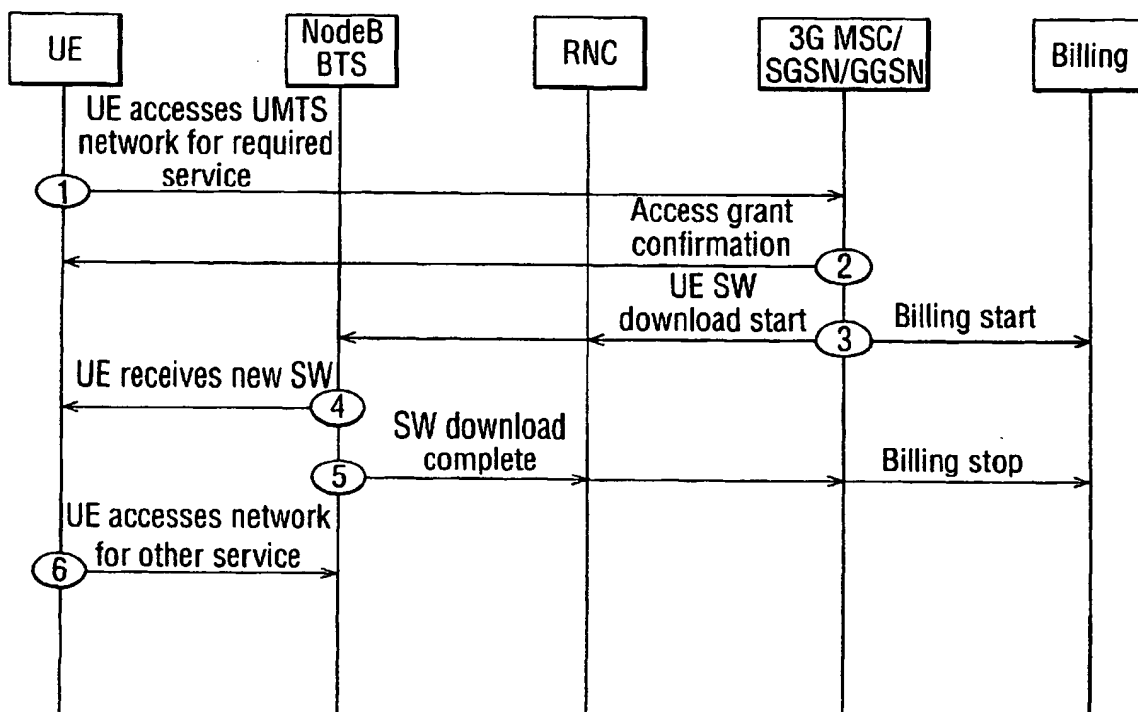 UE
NodeB
BTS
RNC
3G MSC/
SGSN/GGSN
Billing
UE accesses UMTS
network for required
service
1
Access grant
confirmation
2
UE SW
download start
3
Billing start
UE receives new SW
4
SW download
complete
5
Billing stop
UE accesses network
for other service
6